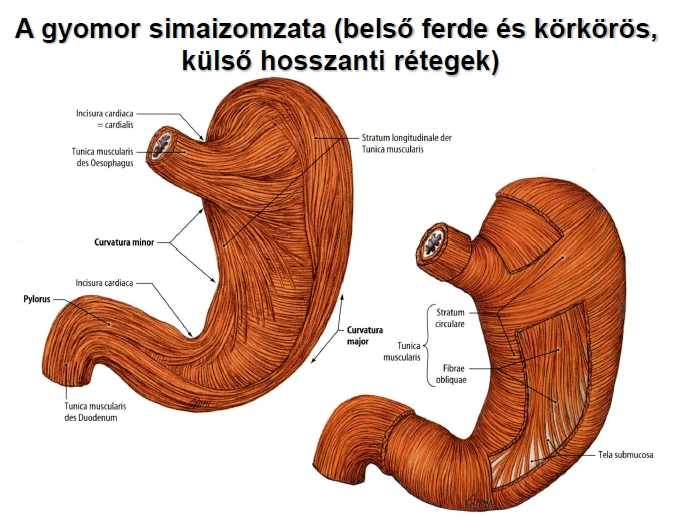 A gyomor simaizomzata (belső ferde és körkörös,
külső hosszanti rétegek)
Incisura cardiaca
= cardialis
Tunica muscularis
des Oesophagus
Stratum longitudinale der
Tunica muscularis
Curvatura minor
Incisura cardiaca
Pylorus
Curvatura
major
Tunica muscularis
des Duodenum
Stratum
circulare
Tunica
muscularis
Fibrae
obliquae
Tela submucosa